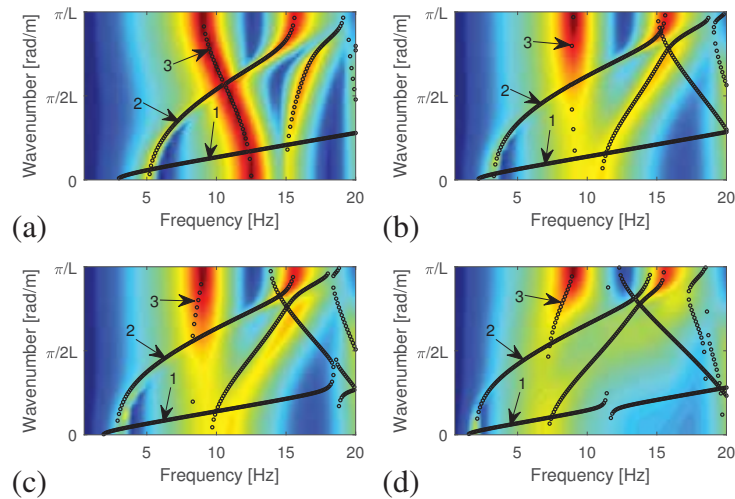 π/L
Wavenumber [rad/m]
π/2L
0
3
2
1
5
10
15
20
Frequency [Hz]
(a)
π/L
Wavenumber [rad/m]
π/2L
0
3
2
1
5
10
15
20
Frequency [Hz]
(b)
π/L
Wavenumber [rad/m]
π/2L
0
3
2
1
5
10
15
20
Frequency [Hz]
(c)
π/L
Wavenumber [rad/m]
π/2L
0
3
2
1
5
10
15
20
Frequency [Hz]
(d)